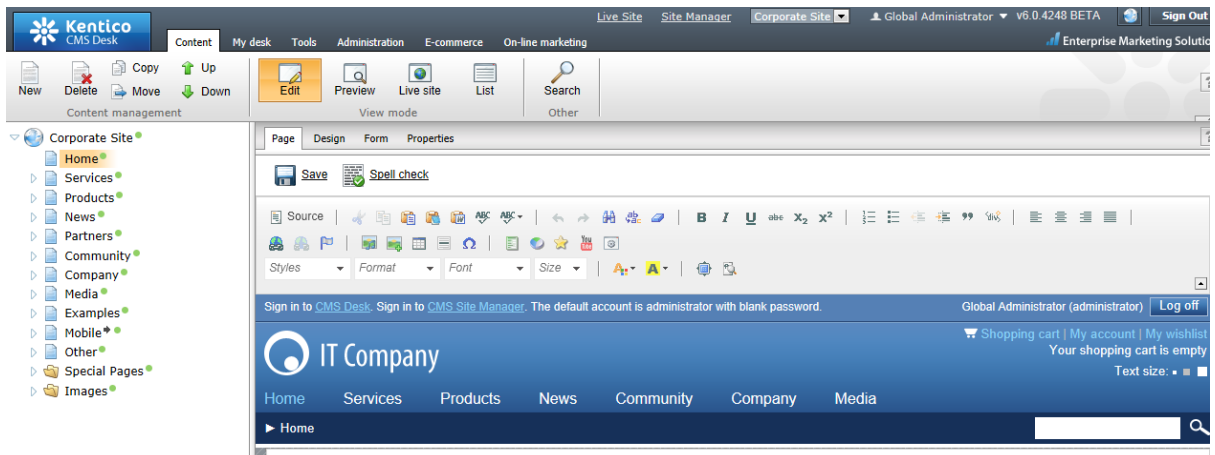 Kentico
CMS Desk
Live Site Site Manager Corporate Site Global Administrator v6.0.4248 BETA Sign Out
Content My desk Tools Administration E-commerce On-line marketing Enterprise Marketing Solutio
New Delete Copy Move Up Down
Content management
Edit Preview Live site List
View mode
Search
Other
Corporate Site
Home
Services
Products
News
Partners
Community
Company
Media
Examples
Mobile
Other
Special Pages
Images
Page Design Form Properties
Save Spell check
Source B I U abc X₂ X²
Styles Format Font Size
Sign in to CMS Desk. Sign in to CMS Site Manager. The default account is administrator with blank password. Global Administrator (administrator) Log off
IT Company
Shopping cart | My account | My wishlist
Your shopping cart is empty
Text size:
Home Services Products News Community Company Media
Home